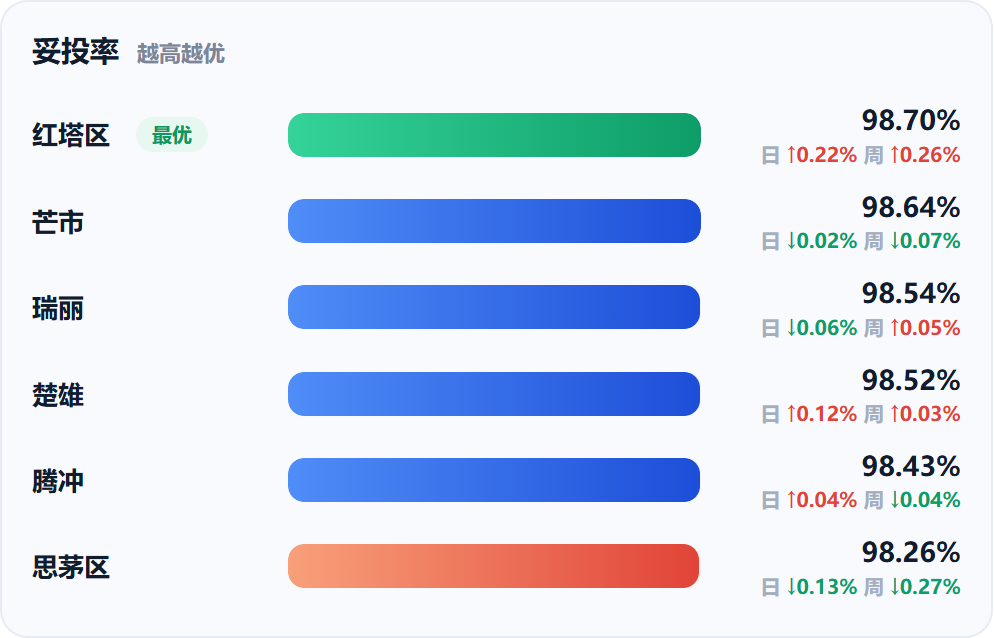 妥投率 越高越优
红塔区 最优 98.70%
日 ↑0.22% 周 ↑0.26%
芒市 98.64%
日 ↓0.02% 周 ↓0.07%
瑞丽 98.54%
日 ↓0.06% 周 ↑0.05%
楚雄 98.52%
日 ↑0.12% 周 ↑0.03%
腾冲 98.43%
日 ↑0.04% 周 ↓0.04%
思茅区 98.26%
日 ↓0.13% 周 ↓0.27%